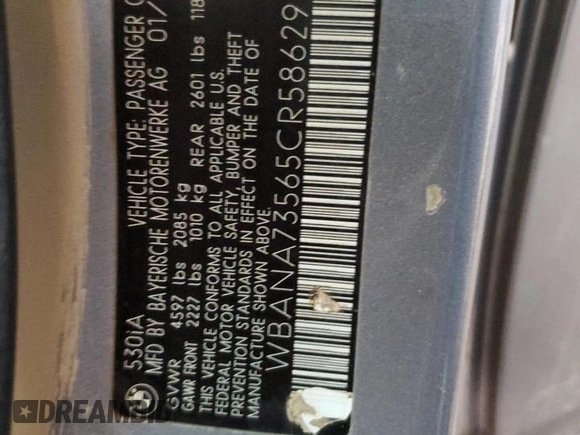 530iA VEHICLE TYPE: PASSENGER C
MFD BY BAYERISCHE MOTORENWERKE AG 01/
GVWR 4597 lbs 2085 kg
GAWR FRONT 2227 lbs 1010 kg REAR 2601 lbs 118
THIS VEHICLE CONFORMS TO ALL APPLICABLE U.S.
FEDERAL MOTOR VEHICLE SAFETY, BUMPER AND THEFT
PREVENTION STANDARDS IN EFFECT ON THE DATE OF
MANUFACTURE SHOWN ABOVE.
WBANA73565CR58629
DREAMBID